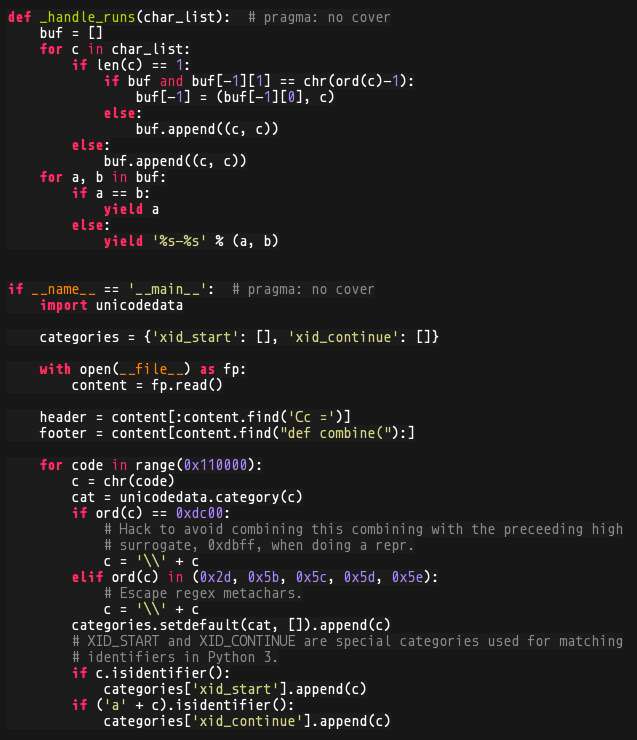 def _handle_runs(char_list):  # pragma: no cover
    buf = []
    for c in char_list:
        if len(c) == 1:
            if buf and buf[-1][1] == chr(ord(c)-1):
                buf[-1] = (buf[-1][0], c)
            else:
                buf.append((c, c))
        else:
            buf.append((c, c))
    for a, b in buf:
        if a == b:
            yield a
        else:
            yield '%s-%s' % (a, b)


if __name__ == '__main__':  # pragma: no cover
    import unicodedata

    categories = {'xid_start': [], 'xid_continue': []}

    with open(__file__) as fp:
        content = fp.read()

    header = content[:content.find('Cc =')]
    footer = content[content.find("def combine("):]

    for code in range(0x110000):
        c = chr(code)
        cat = unicodedata.category(c)
        if ord(c) == 0xdc00:
            # Hack to avoid combining this combining with the preceeding high
            # surrogate, 0xdbff, when doing a repr.
            c = '\\' + c
        elif ord(c) in (0x2d, 0x5b, 0x5c, 0x5d, 0x5e):
            # Escape regex metachars.
            c = '\\' + c
        categories.setdefault(cat, []).append(c)
        # XID_START and XID_CONTINUE are special categories used for matching
        # identifiers in Python 3.
        if c.isidentifier():
            categories['xid_start'].append(c)
        if ('a' + c).isidentifier():
            categories['xid_continue'].append(c)